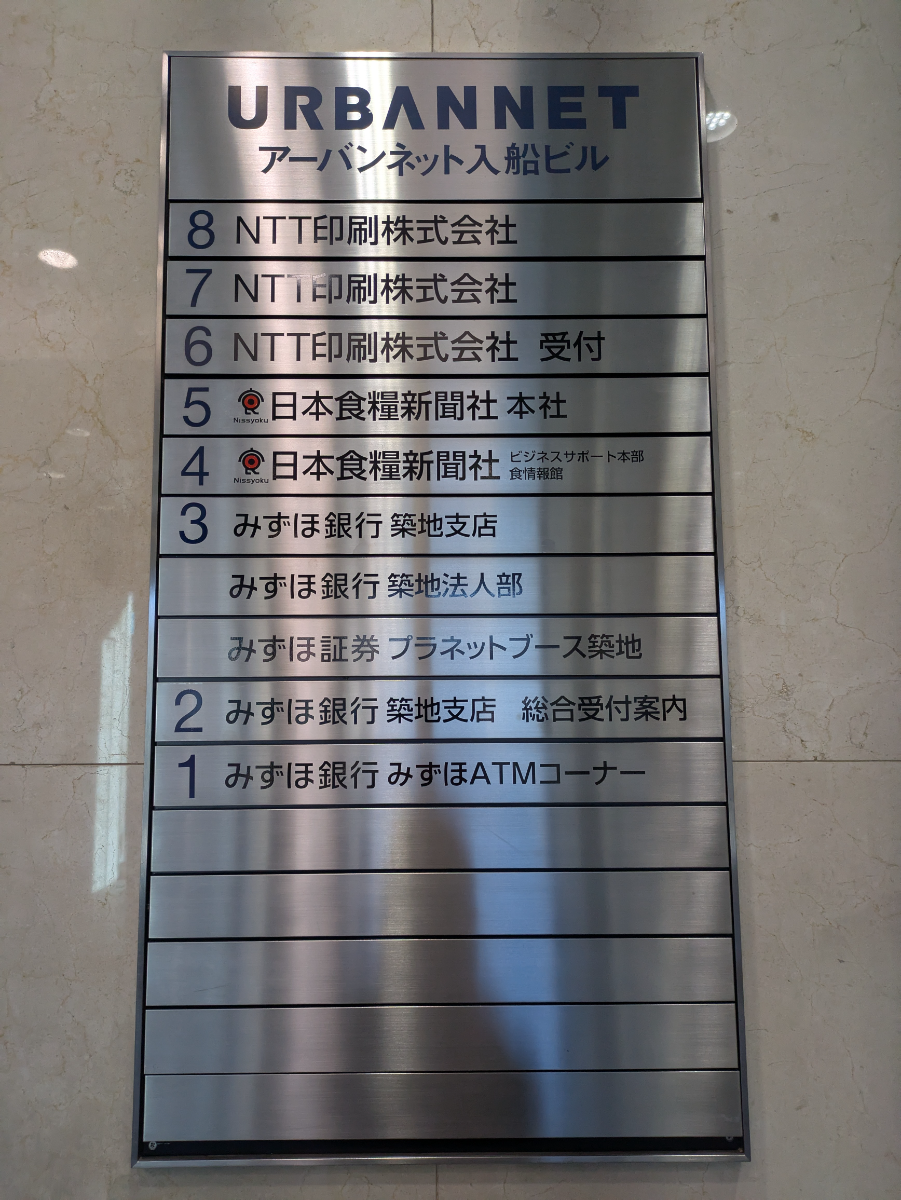 URBANNET
アーバンネット入船ビル
8 NTT印刷株式会社
7 NTT印刷株式会社
6 NTT印刷株式会社 受付
5 Nissyoku 日本食糧新聞社 本社
4 Nissyoku 日本食糧新聞社 ビジネスサポート本部
食情報館
3 みずほ銀行 築地支店
みずほ銀行 築地法人部
みずほ証券 プラネットブース築地
2 みずほ銀行 築地支店 総合受付案内
1 みずほ銀行 みずほATMコーナー